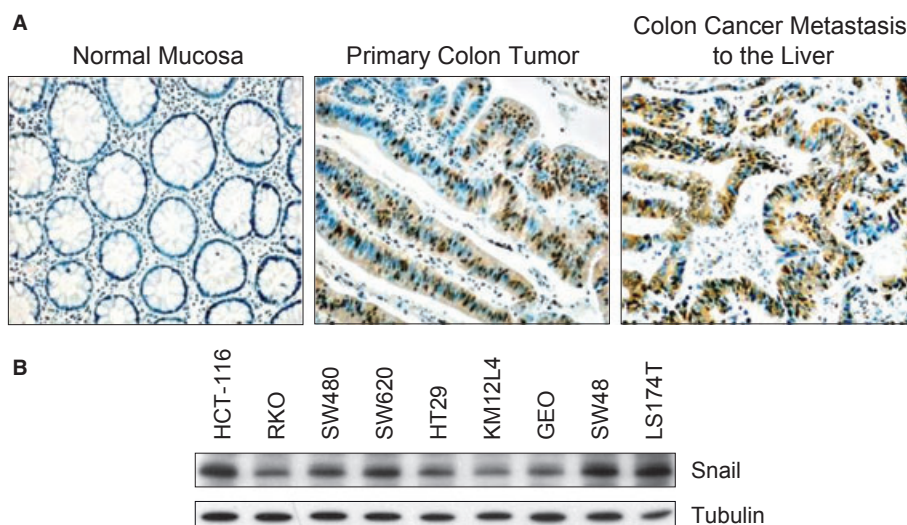 A
Normal Mucosa
Primary Colon Tumor
Colon Cancer Metastasis
to the Liver
B
HCT-116
RKO
SW480
SW620
HT29
KM12L4
GEO
SW48
LS174T
Snail
Tubulin